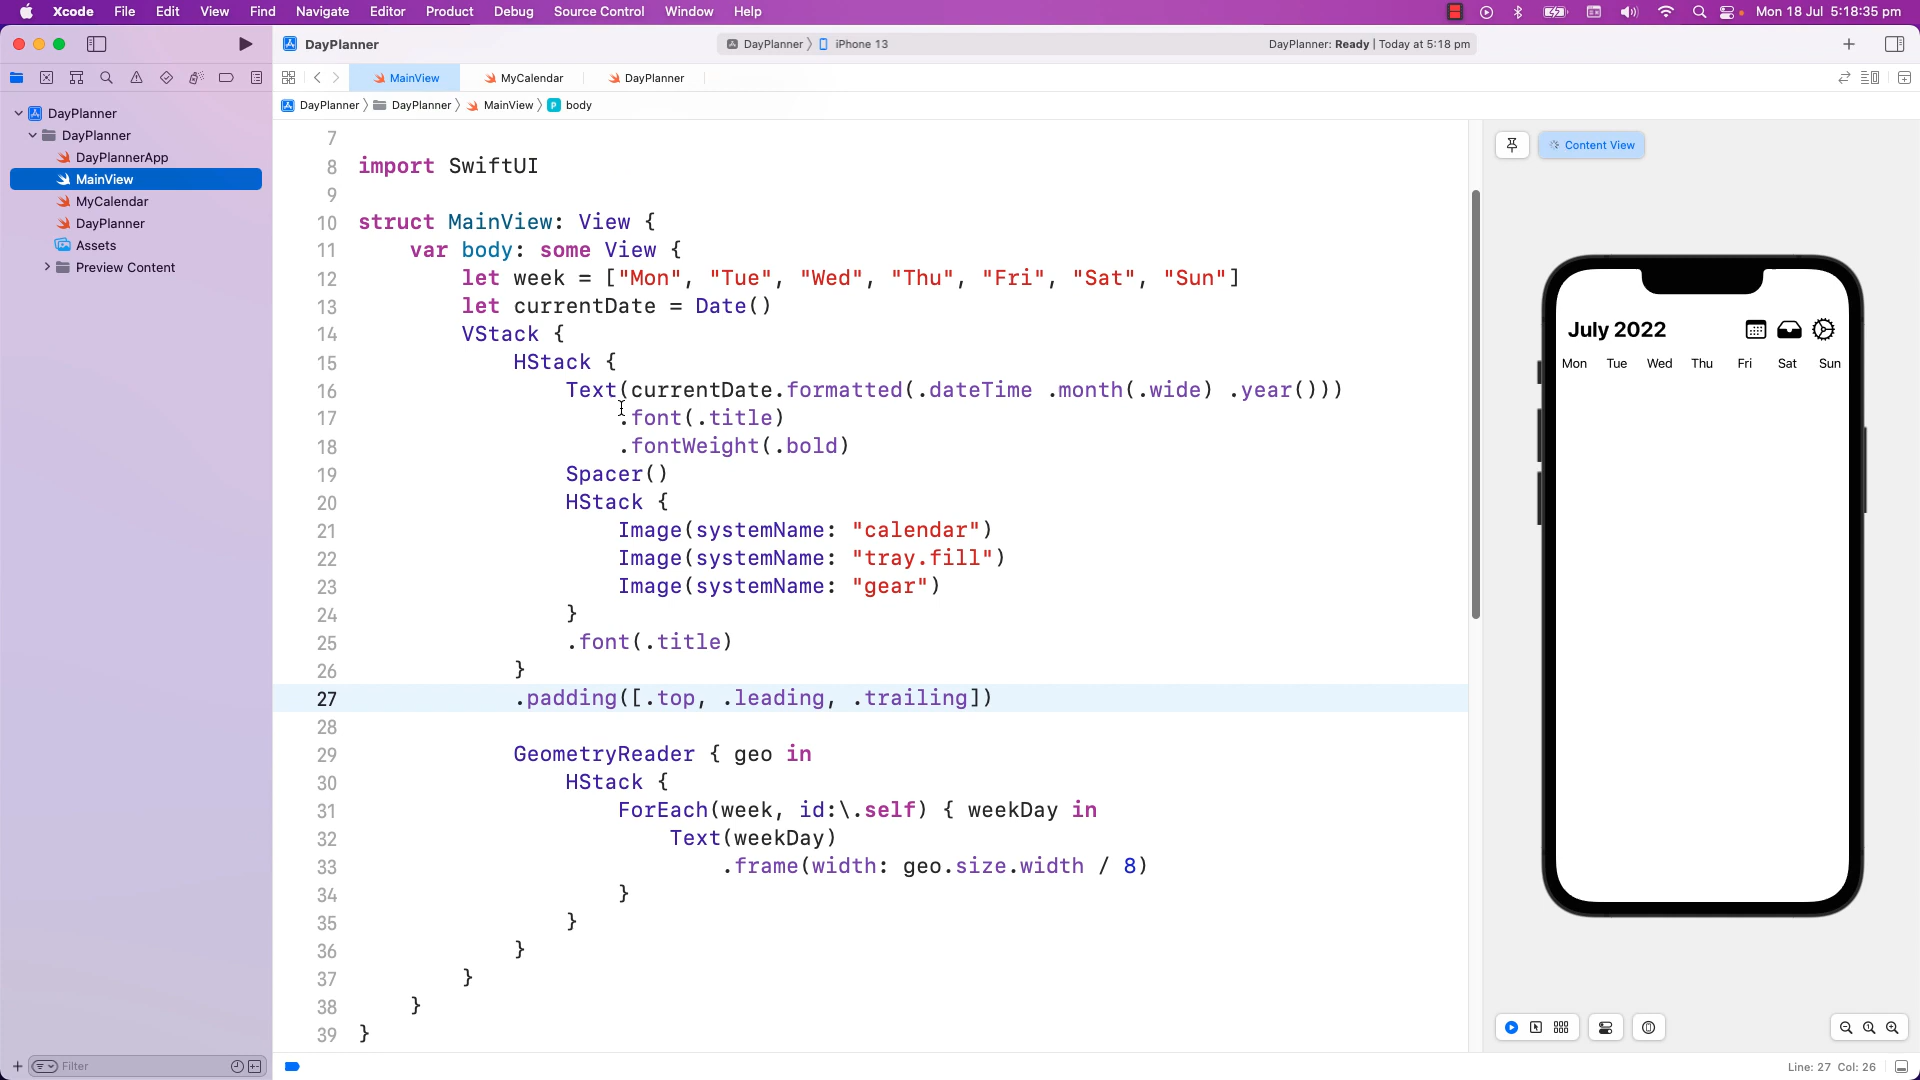 Xcode File Edit View Find Navigate Editor Product Debug Source Control Window Help Mon 18 Jul 5:18:35 pm
DayPlanner DayPlanner iPhone 13 DayPlanner: Ready | Today at 5:18 pm
MainView MyCalendar DayPlanner
DayPlanner DayPlanner MainView P body
DayPlanner
DayPlanner
DayPlannerApp
MainView
MyCalendar
DayPlanner
Assets
Preview Content
7
8 import SwiftUI
9
10 struct MainView: View {
11 var body: some View {
12 let week = ["Mon", "Tue", "Wed", "Thu", "Fri", "Sat", "Sun"]
13 let currentDate = Date()
14 VStack {
15 HStack {
16 Text(currentDate.formatted(.dateTime .month(.wide) .year()))
17 .font(.title)
18 .fontWeight(.bold)
19 Spacer()
20 HStack {
21 Image(systemName: "calendar")
22 Image(systemName: "tray.fill")
23 Image(systemName: "gear")
24 }
25 .font(.title)
26 }
27 .padding([.top, .leading, .trailing])
28
29 GeometryReader { geo in
30 HStack {
31 ForEach(week, id:\.self) { weekDay in
32 Text(weekDay)
33 .frame(width: geo.size.width / 8)
34 }
35 }
36 }
37 }
38 }
39 }
Content View
July 2022
Mon Tue Wed Thu Fri Sat Sun
Filter
Line: 27 Col: 26